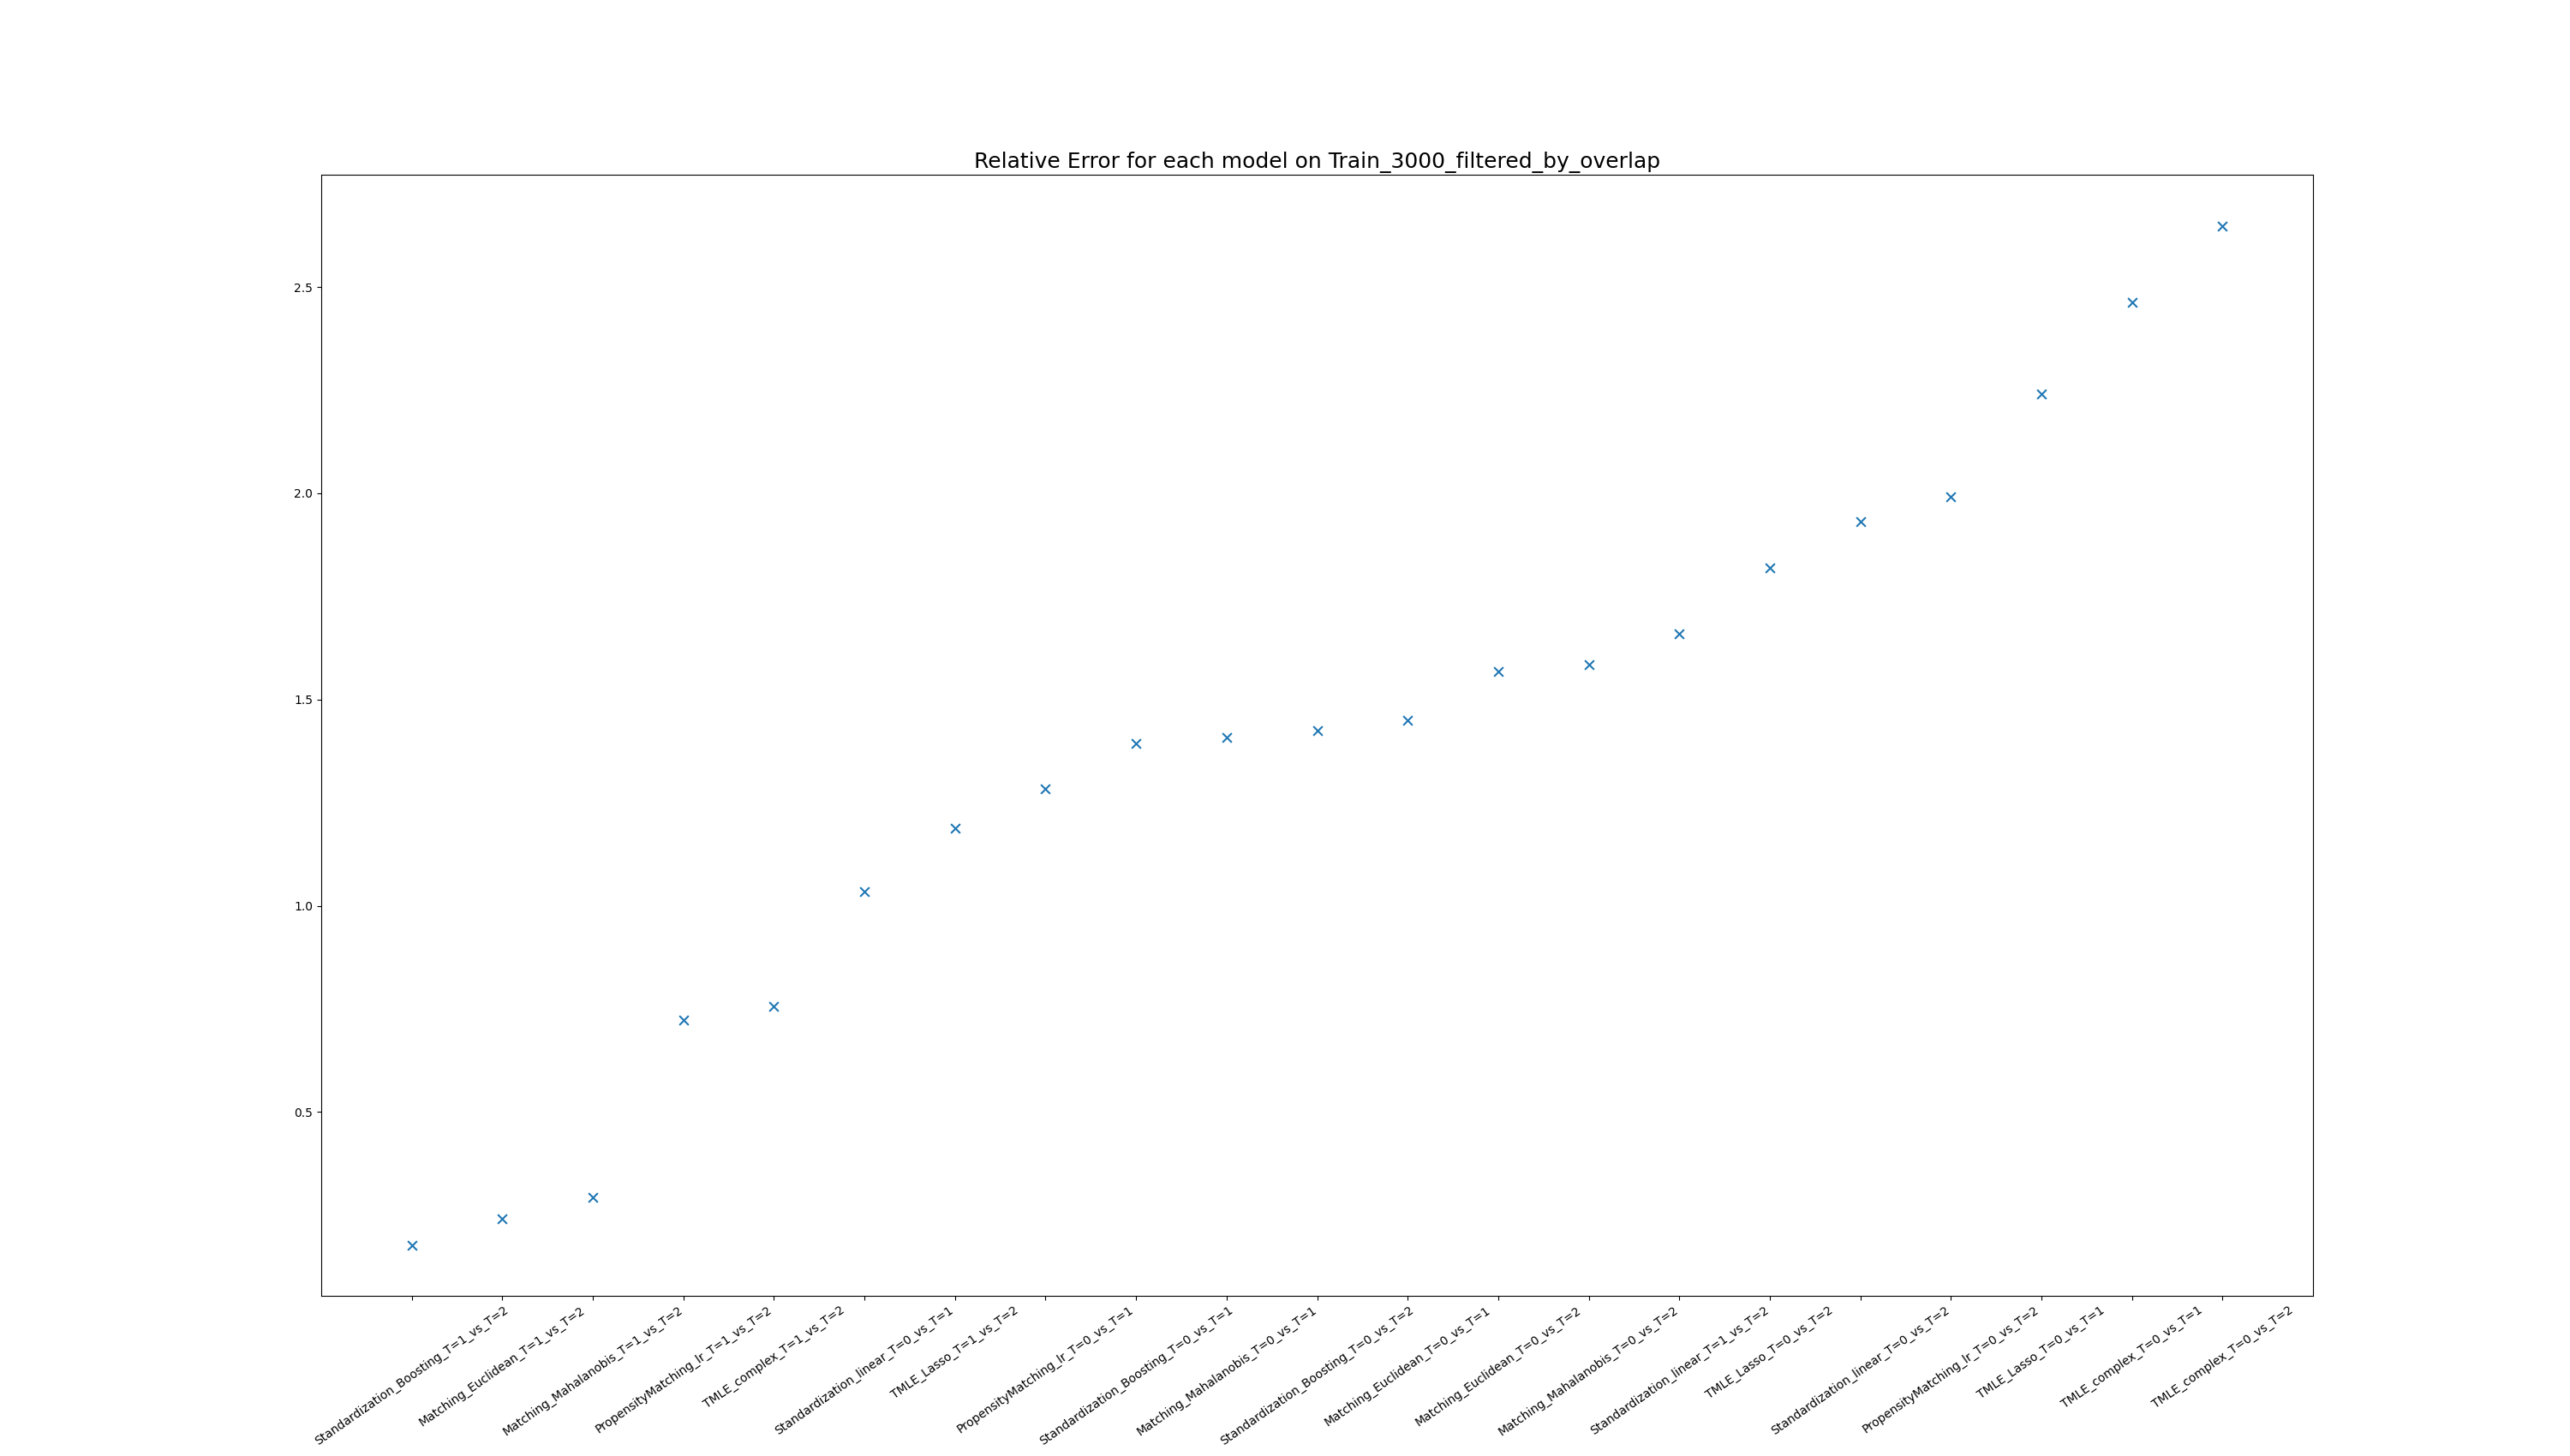 Relative Error for each model on Train_3000_filtered_by_overlap
2.5
2.0
1.5
1.0
0.5
Standardization_Boosting_T=1_vs_T=2
Matching_Euclidean_T=1_vs_T=2
Matching_Mahalanobis_T=1_vs_T=2
PropensityMatching_lr_T=1_vs_T=2
TMLE_complex_T=1_vs_T=2
Standardization_linear_T=0_vs_T=1
TMLE_Lasso_T=1_vs_T=2
PropensityMatching_lr_T=0_vs_T=1
Standardization_Boosting_T=0_vs_T=1
Matching_Mahalanobis_T=0_vs_T=1
Standardization_Boosting_T=0_vs_T=2
Matching_Euclidean_T=0_vs_T=1
Matching_Euclidean_T=0_vs_T=2
Matching_Mahalanobis_T=0_vs_T=2
Standardization_linear_T=1_vs_T=2
TMLE_Lasso_T=0_vs_T=2
Standardization_linear_T=0_vs_T=2
PropensityMatching_lr_T=0_vs_T=2
TMLE_Lasso_T=0_vs_T=1
TMLE_complex_T=0_vs_T=1
TMLE_complex_T=0_vs_T=2